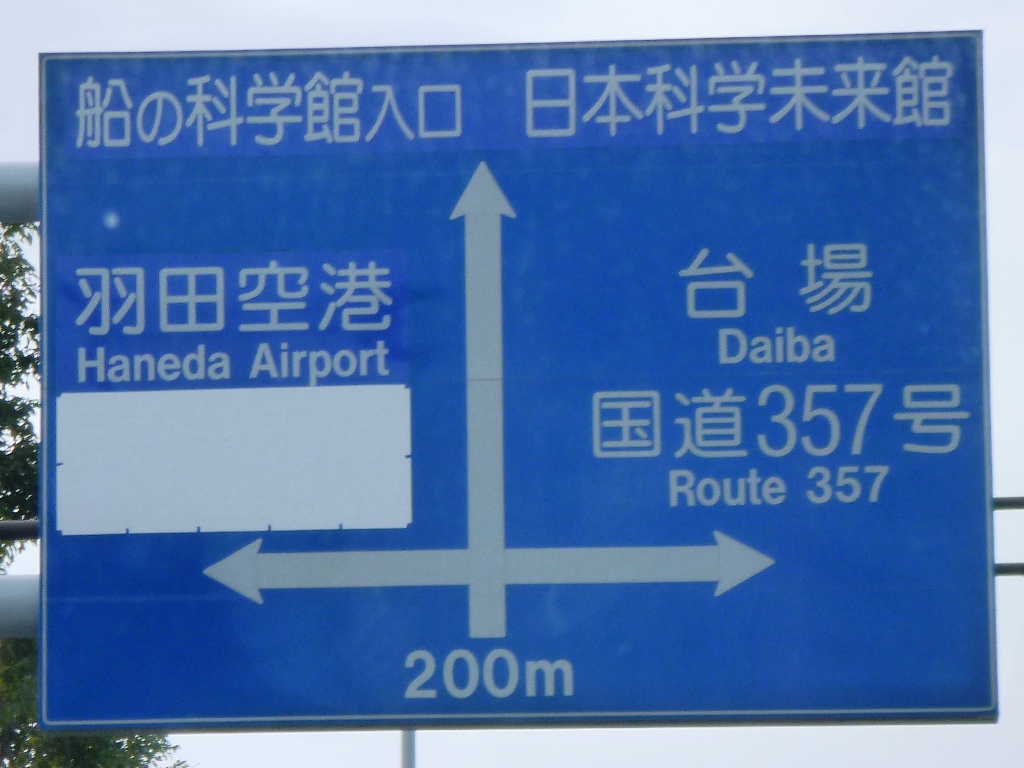 船の科学館入口 日本科学未来館
羽田空港
Haneda Airport
台場
Daiba
国道357号
Route 357
200m